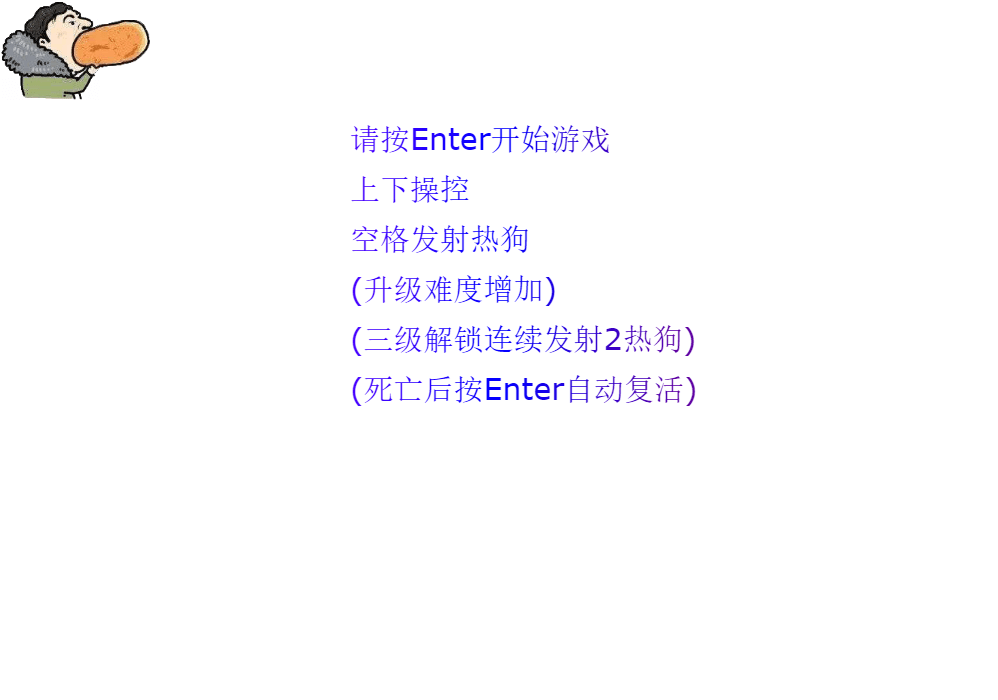 请按Enter开始游戏
上下操控
空格发射热狗
(升级难度增加)
(三级解锁连续发射2热狗)
(死亡后按Enter自动复活)